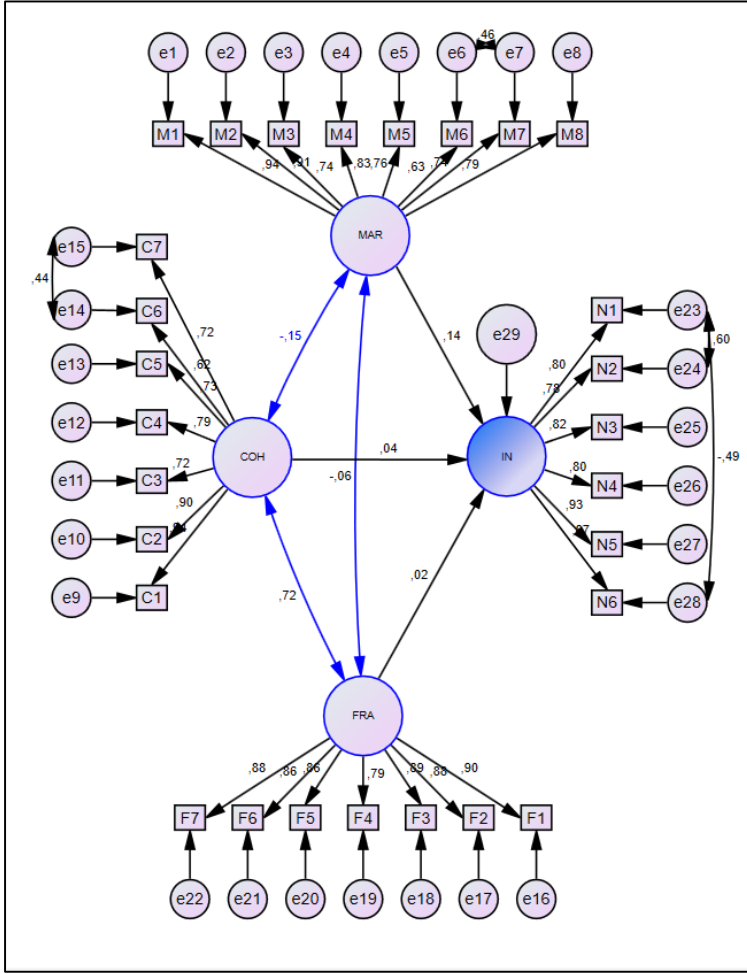 ,46
e1 e2 e3 e4 e5 e6 e7 e8
M1 M2 M3 M4 M5 M6 M7 M8
,94 ,91 ,74 ,83 ,76 ,63 ,74 ,79
MAR
e15 C7
,44
e14 C6
e13 C5
e12 C4
e11 C3
e10 C2
e9 C1
,72
,62
,73
,79
,72
,90
COH
-,15
-,06
,72
,14
,04
,02
e29
IN
N1 e23
,60
N2 e24
N3 e25
-,49
N4 e26
N5 e27
N6 e28
,80
,78
,82
,80
,93
FRA
,88 ,86 ,86 ,79 ,89 ,88 ,90
F7 F6 F5 F4 F3 F2 F1
e22 e21 e20 e19 e18 e17 e16